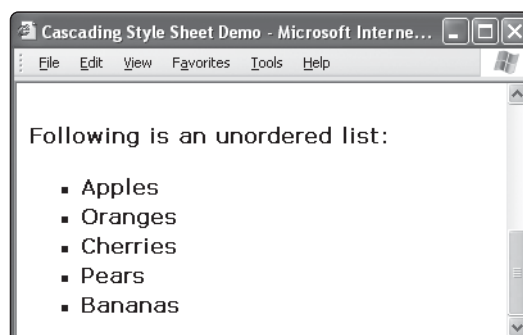 Cascading Style Sheet Demo - Microsoft Interne...
File Edit View Favorites Tools Help
Following is an unordered list:
Apples
Oranges
Cherries
Pears
Bananas